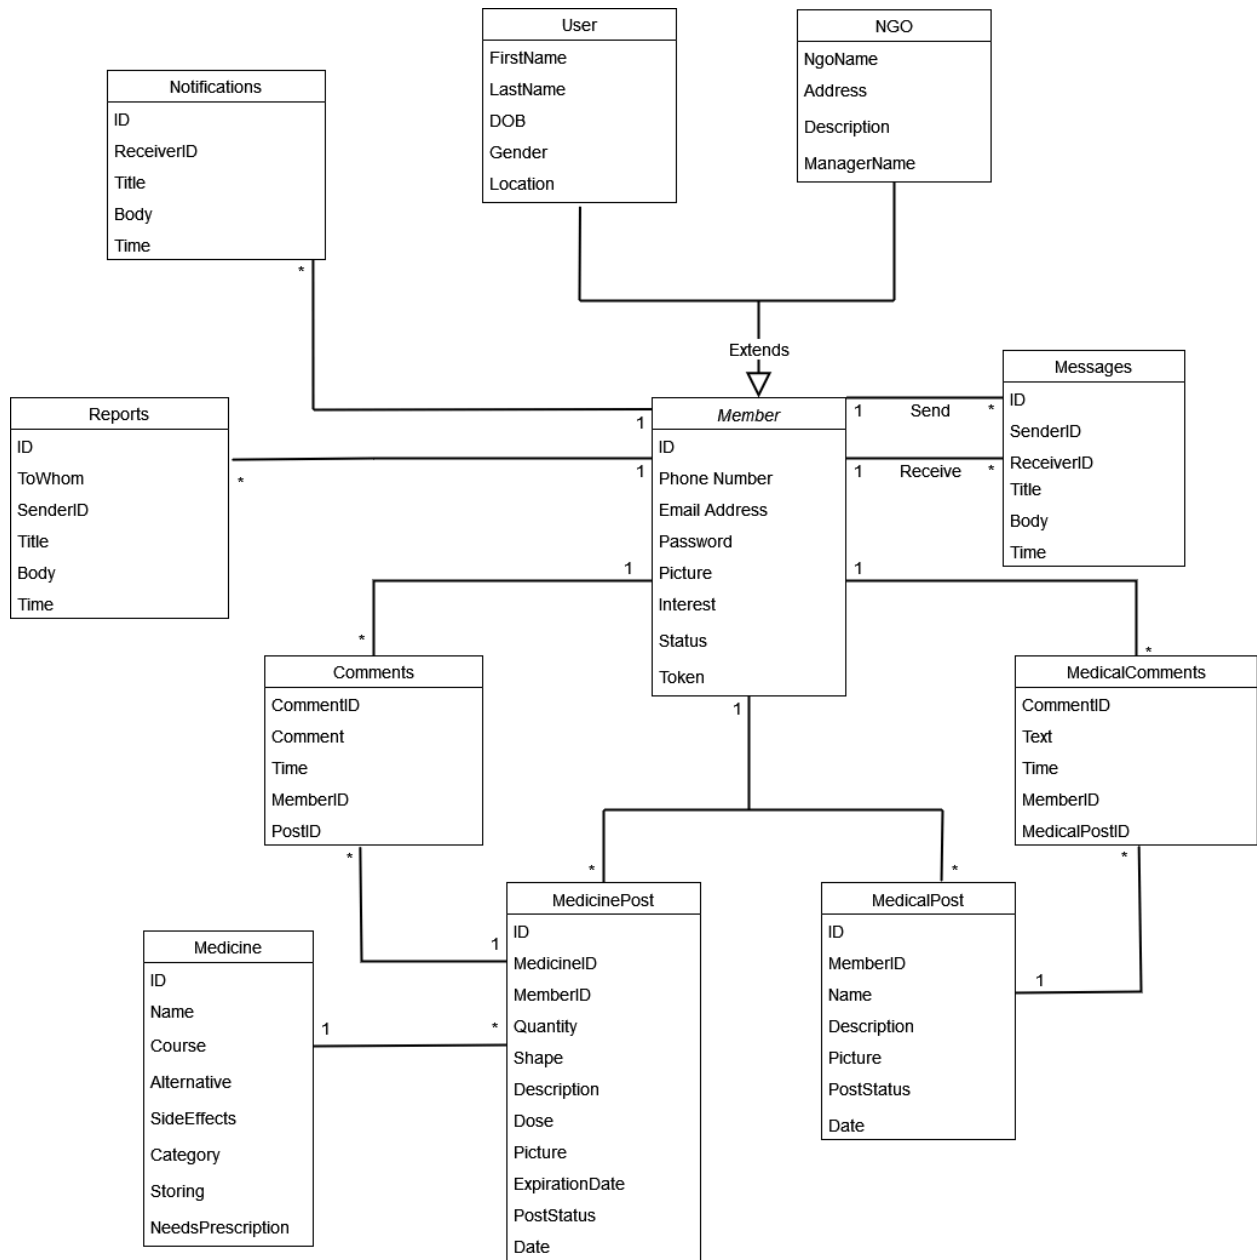 User
FirstName
LastName
DOB
Gender
Location
NGO
NgoName
Address
Description
ManagerName
Notifications
ID
ReceiverID
Title
Body
Time
*
Extends
Reports
ID
ToWhom
SenderID
Title
Body
Time
*
1
1
Member
ID
Phone Number
Email Address
Password
Picture
Interest
Status
Token
1 Send *
1 Receive *
Messages
ID
SenderID
ReceiverID
Title
Body
Time
1
*
1
*
1
Comments
CommentID
Comment
Time
MemberID
PostID
*
1
MedicalComments
CommentID
Text
Time
MemberID
MedicalPostID
*
1
*
*
Medicine
ID
Name
Course
Alternative
SideEffects
Category
Storing
NeedsPrescription
1 *
MedicinePost
ID
MedicineID
MemberID
Quantity
Shape
Description
Dose
Picture
ExpirationDate
PostStatus
Date
MedicalPost
ID
MemberID
Name
Description
Picture
PostStatus
Date